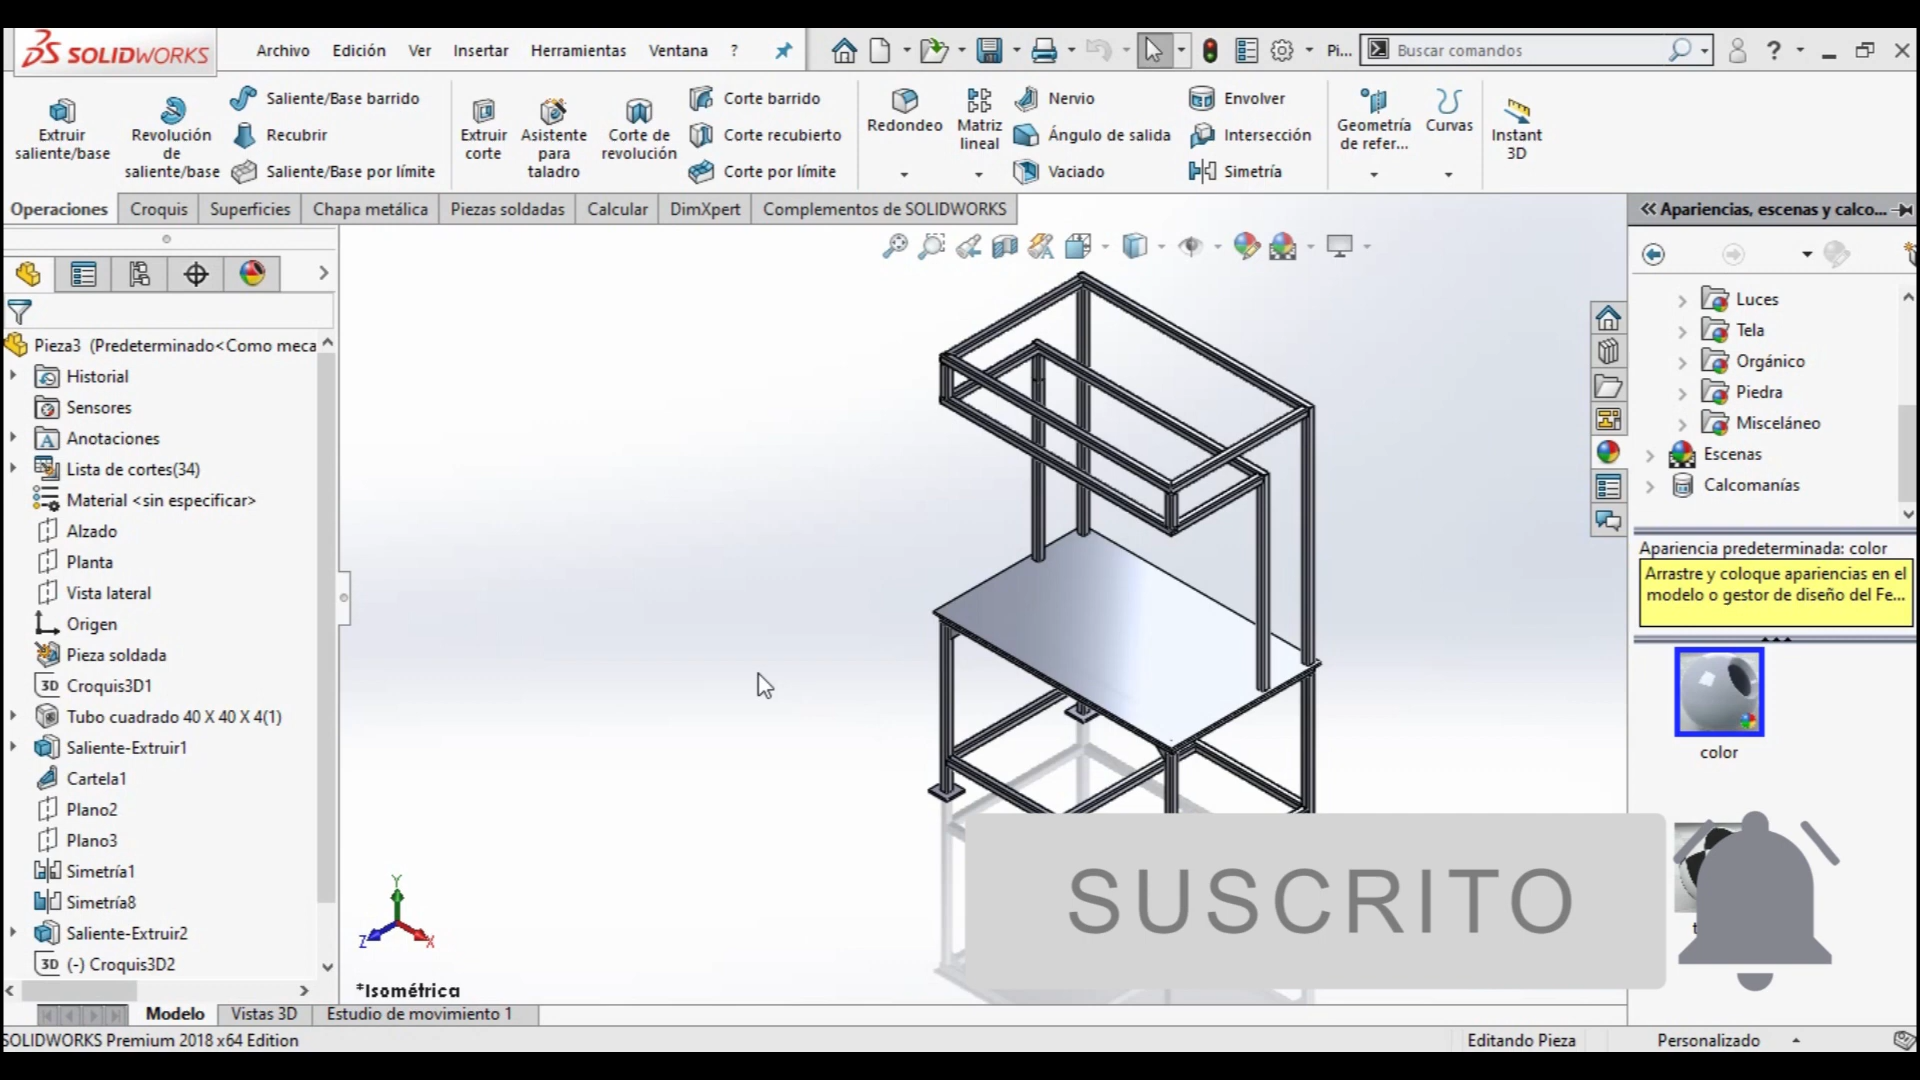 SOLIDWORKS
Archivo Edición Ver Insertar Herramientas Ventana ?
Pi... Buscar comandos
Extruir saliente/base
Revolución de saliente/base
Saliente/Base barrido
Recubrir
Saliente/Base por límite
Extruir corte
Asistente para taladro
Corte de revolución
Corte barrido
Corte recubierto
Corte por límite
Redondeo
Matriz lineal
Nervio
Ángulo de salida
Vaciado
Envolver
Intersección
Simetría
Geometría de refer...
Curvas
Instant 3D
Operaciones Croquis Superficies Chapa metálica Piezas soldadas Calcular DimXpert Complementos de SOLIDWORKS
Apariencias, escenas y calco...
Pieza3 (Predeterminado<Como meca
Historial
Sensores
Anotaciones
Lista de cortes(34)
Material <sin especificar>
Alzado
Planta
Vista lateral
Origen
Pieza soldada
3D Croquis3D1
Tubo cuadrado 40 X 40 X 4(1)
Saliente-Extruir1
Cartela1
Plano2
Plano3
Simetría1
Simetría8
Saliente-Extruir2
3D (-) Croquis3D2
Y
Z
X
*Isométrica
Luces
Tela
Orgánico
Piedra
Misceláneo
Escenas
Calcomanías
Apariencia predeterminada: color
Arrastre y coloque apariencias en el
modelo o gestor de diseño del Fe...
color
SUSCRITO
Modelo Vistas 3D Estudio de movimiento 1
SOLIDWORKS Premium 2018 x64 Edition
Editando Pieza
Personalizado